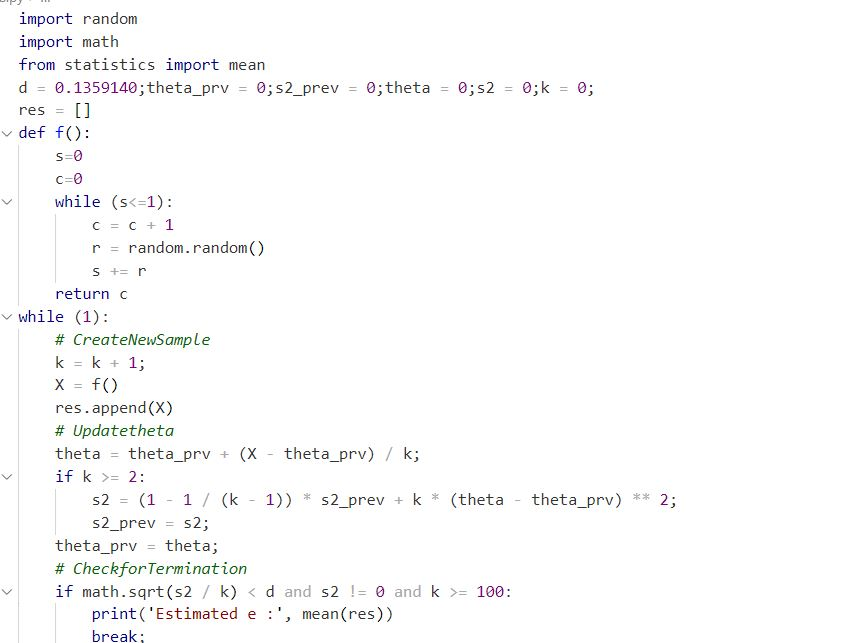 import random
import math
from statistics import mean
d = 0.1359140;theta_prv = 0;s2_prev = 0;theta = 0;s2 = 0;k = 0;
res = []
def f():
    s=0
    c=0
    while (s<=1):
        c = c + 1
        r = random.random()
        s += r
    return c
while (1):
    # CreateNewSample
    k = k + 1;
    X = f()
    res.append(X)
    # Updatetheta
    theta = theta_prv + (X - theta_prv) / k;
    if k >= 2:
        s2 = (1 - 1 / (k - 1)) * s2_prev + k * (theta - theta_prv) ** 2;
        s2_prev = s2;
    theta_prv = theta;
    # CheckforTermination
    if math.sqrt(s2 / k) < d and s2 != 0 and k >= 100:
        print('Estimated e :', mean(res))
        break;